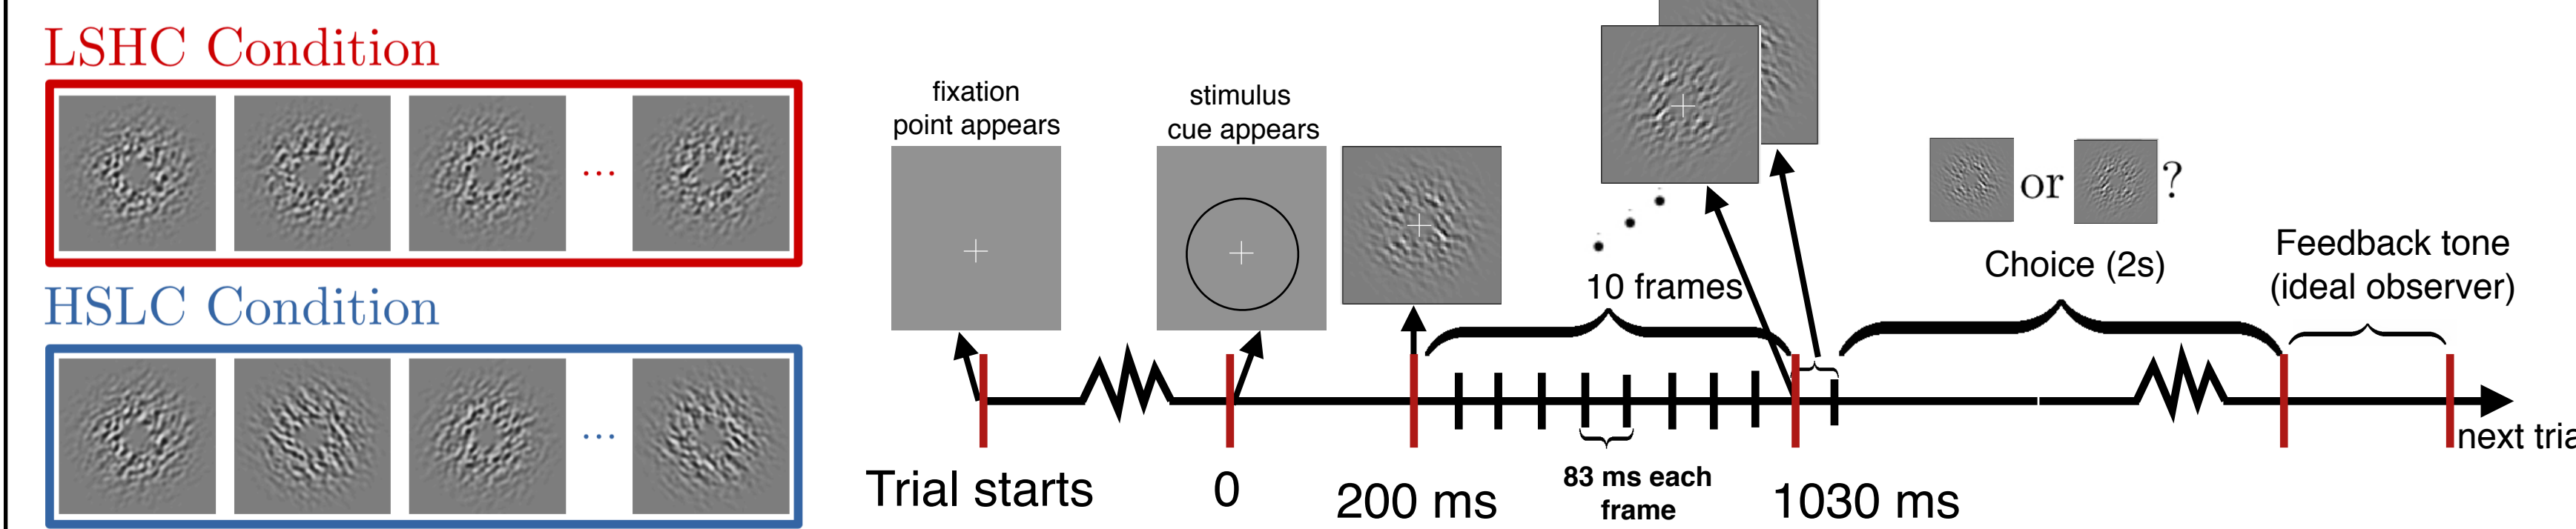 LSHC Condition
...
HSLC Condition
...
fixation
point appears
stimulus
cue appears
10 frames
or
?
Choice (2s)
Feedback tone
(ideal observer)
Trial starts
0
200 ms
83 ms each
frame
1030 ms
next tria